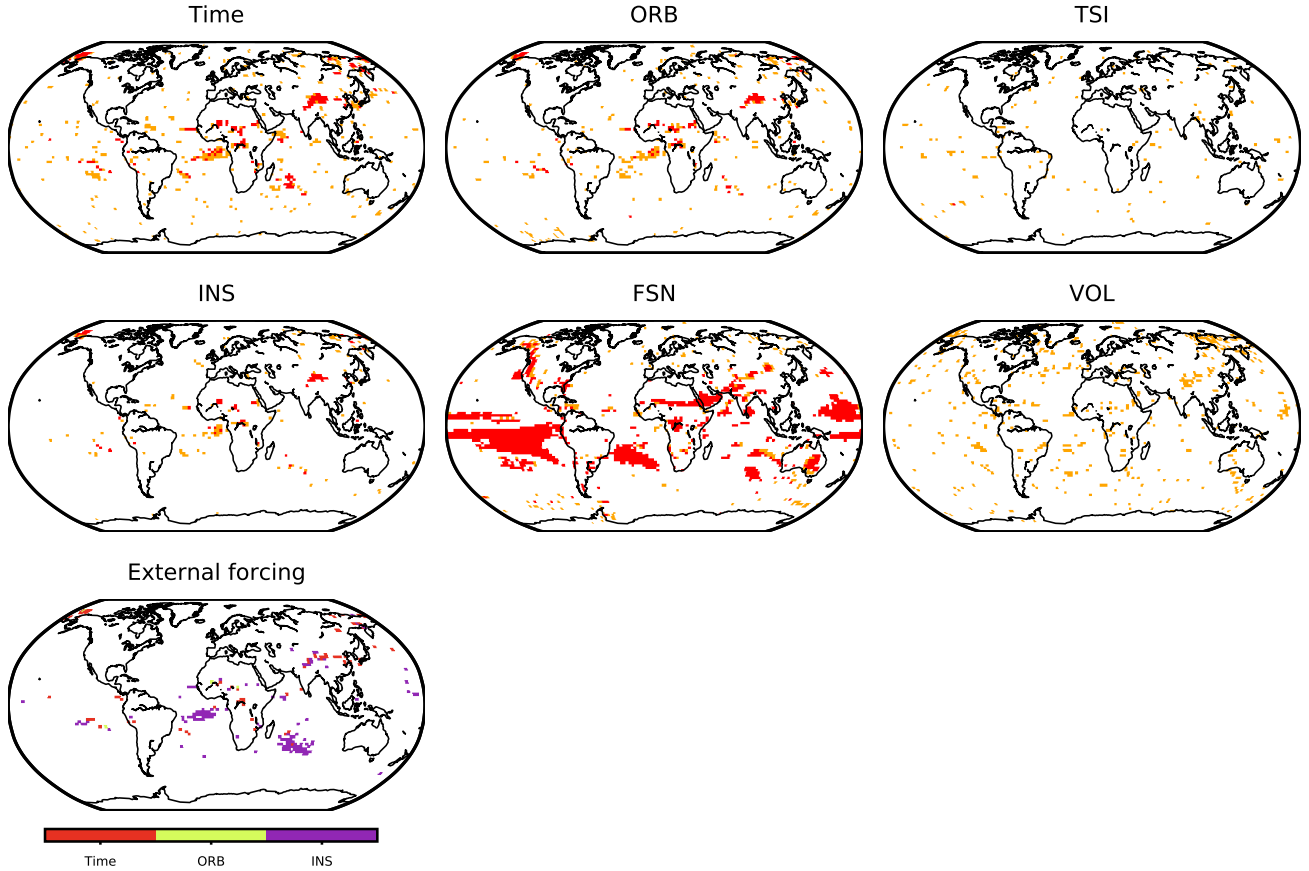 Time
ORB
TSI
INS
FSN
VOL
External forcing
Time
ORB
INS